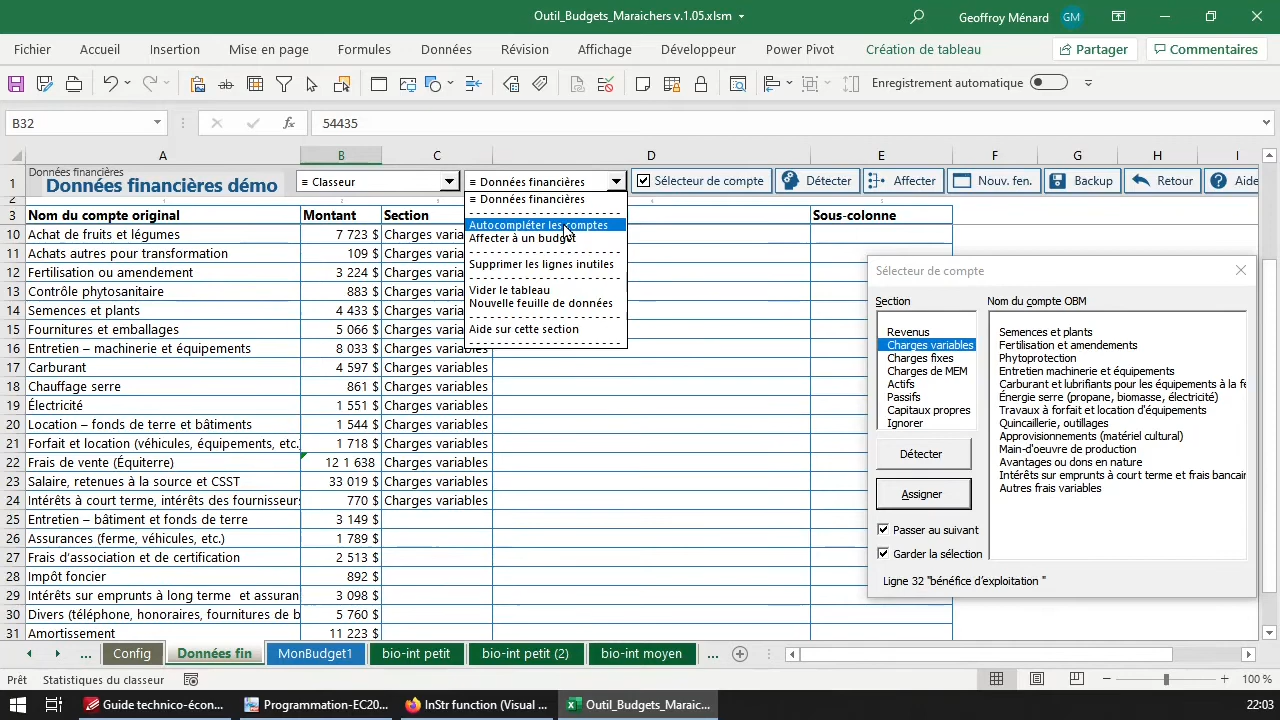 Outil_Budgets_Maraichers v.1.05.xlsm
Geoffroy Ménard GM
Fichier Accueil Insertion Mise en page Formules Données Révision Affichage Développeur Power Pivot Création de tableau Partager Commentaires
Enregistrement automatique
B32 fx 54435
A B C D E F G H I
1 Données financières
Données financières démo ≡ Classeur ≡ Données financières Sélecteur de compte Détecter Affecter Nouv. fen. Backup Retour Aide
≡ Données financières
Autocompléter les comptes
Affecter à un budget
Supprimer les lignes inutiles
Vider le tableau
Nouvelle feuille de données
Aide sur cette section
2
3 Nom du compte original Montant Section Sous-colonne
10 Achat de fruits et légumes 7 723 $ Charges varia
11 Achats autres pour transformation 109 $ Charges varia
12 Fertilisation ou amendement 3 224 $ Charges varia
13 Contrôle phytosanitaire 883 $ Charges varia
14 Semences et plants 4 433 $ Charges varia
15 Fournitures et emballages 5 066 $ Charges varia
16 Entretien – machinerie et équipements 8 033 $ Charges varia
17 Carburant 4 597 $ Charges variables
18 Chauffage serre 861 $ Charges variables
19 Électricité 1 551 $ Charges variables
20 Location – fonds de terre et bâtiments 1 544 $ Charges variables
21 Forfait et location (véhicules, équipements, etc. 1 718 $ Charges variables
22 Frais de vente (Équiterre) 12 1 638 Charges variables
23 Salaire, retenues à la source et CSST 33 019 $ Charges variables
24 Intérêts à court terme, intérêts des fournisseurs 770 $ Charges variables
25 Entretien – bâtiment et fonds de terre 3 149 $
26 Assurances (ferme, véhicules, etc.) 1 789 $
27 Frais d'association et de certification 2 513 $
28 Impôt foncier 892 $
29 Intérêts sur emprunts à long terme et assuran 3 098 $
30 Divers (téléphone, honoraires, fournitures de b 5 760 $
31 Amortissement 11 223 $
Sélecteur de compte
Section
Revenus
Charges variables
Charges fixes
Charges de MEM
Actifs
Passifs
Capitaux propres
Ignorer
Détecter
Assigner
Passer au suivant
Garder la sélection
Nom du compte OBM
Semences et plants
Fertilisation et amendements
Phytoprotection
Entretien machinerie et équipements
Carburant et lubrifiants pour les équipements à la fe
Énergie serre (propane, biomasse, électricité)
Travaux à forfait et location d'équipements
Quincaillerie, outillages
Approvisionnements (matériel cultural)
Main-d'oeuvre de production
Avantages ou dons en nature
Intérêts sur emprunts à court terme et frais bancair
Autres frais variables
Ligne 32 "bénéfice d'exploitation "
... Config Données fin MonBudget1 bio-int petit bio-int petit (2) bio-int moyen ...
Prêt Statistiques du classeur 100 %
Guide technico-écon... Programmation-EC20... InStr function (Visual ... Outil_Budgets_Maraic... 22:03